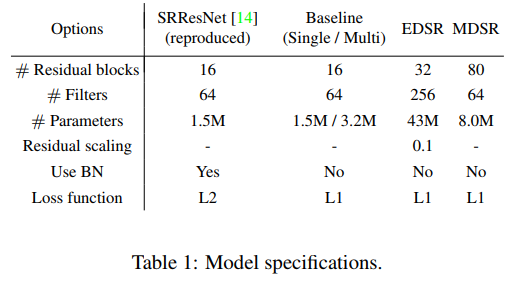 Options SRResNet [14] (reproduced) Baseline (Single / Multi) EDSR MDSR
# Residual blocks 16 16 32 80
# Filters 64 64 256 64
# Parameters 1.5M 1.5M / 3.2M 43M 8.0M
Residual scaling - - 0.1 -
Use BN Yes No No No
Loss function L2 L1 L1 L1
Table 1: Model specifications.